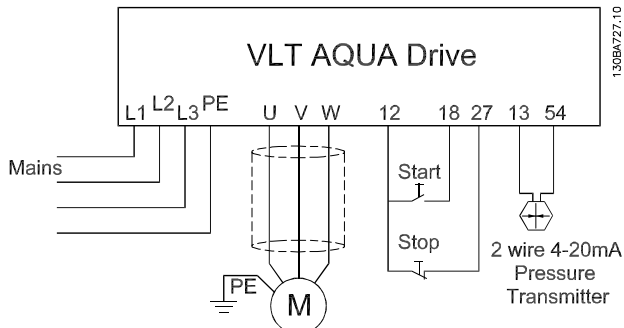 130BA727.10
VLT AQUA Drive
L1 L2 L3 PE U V W 12 18 27 13 54
Mains
Start
Stop
2 wire 4-20mA
Pressure
Transmitter
PE
M